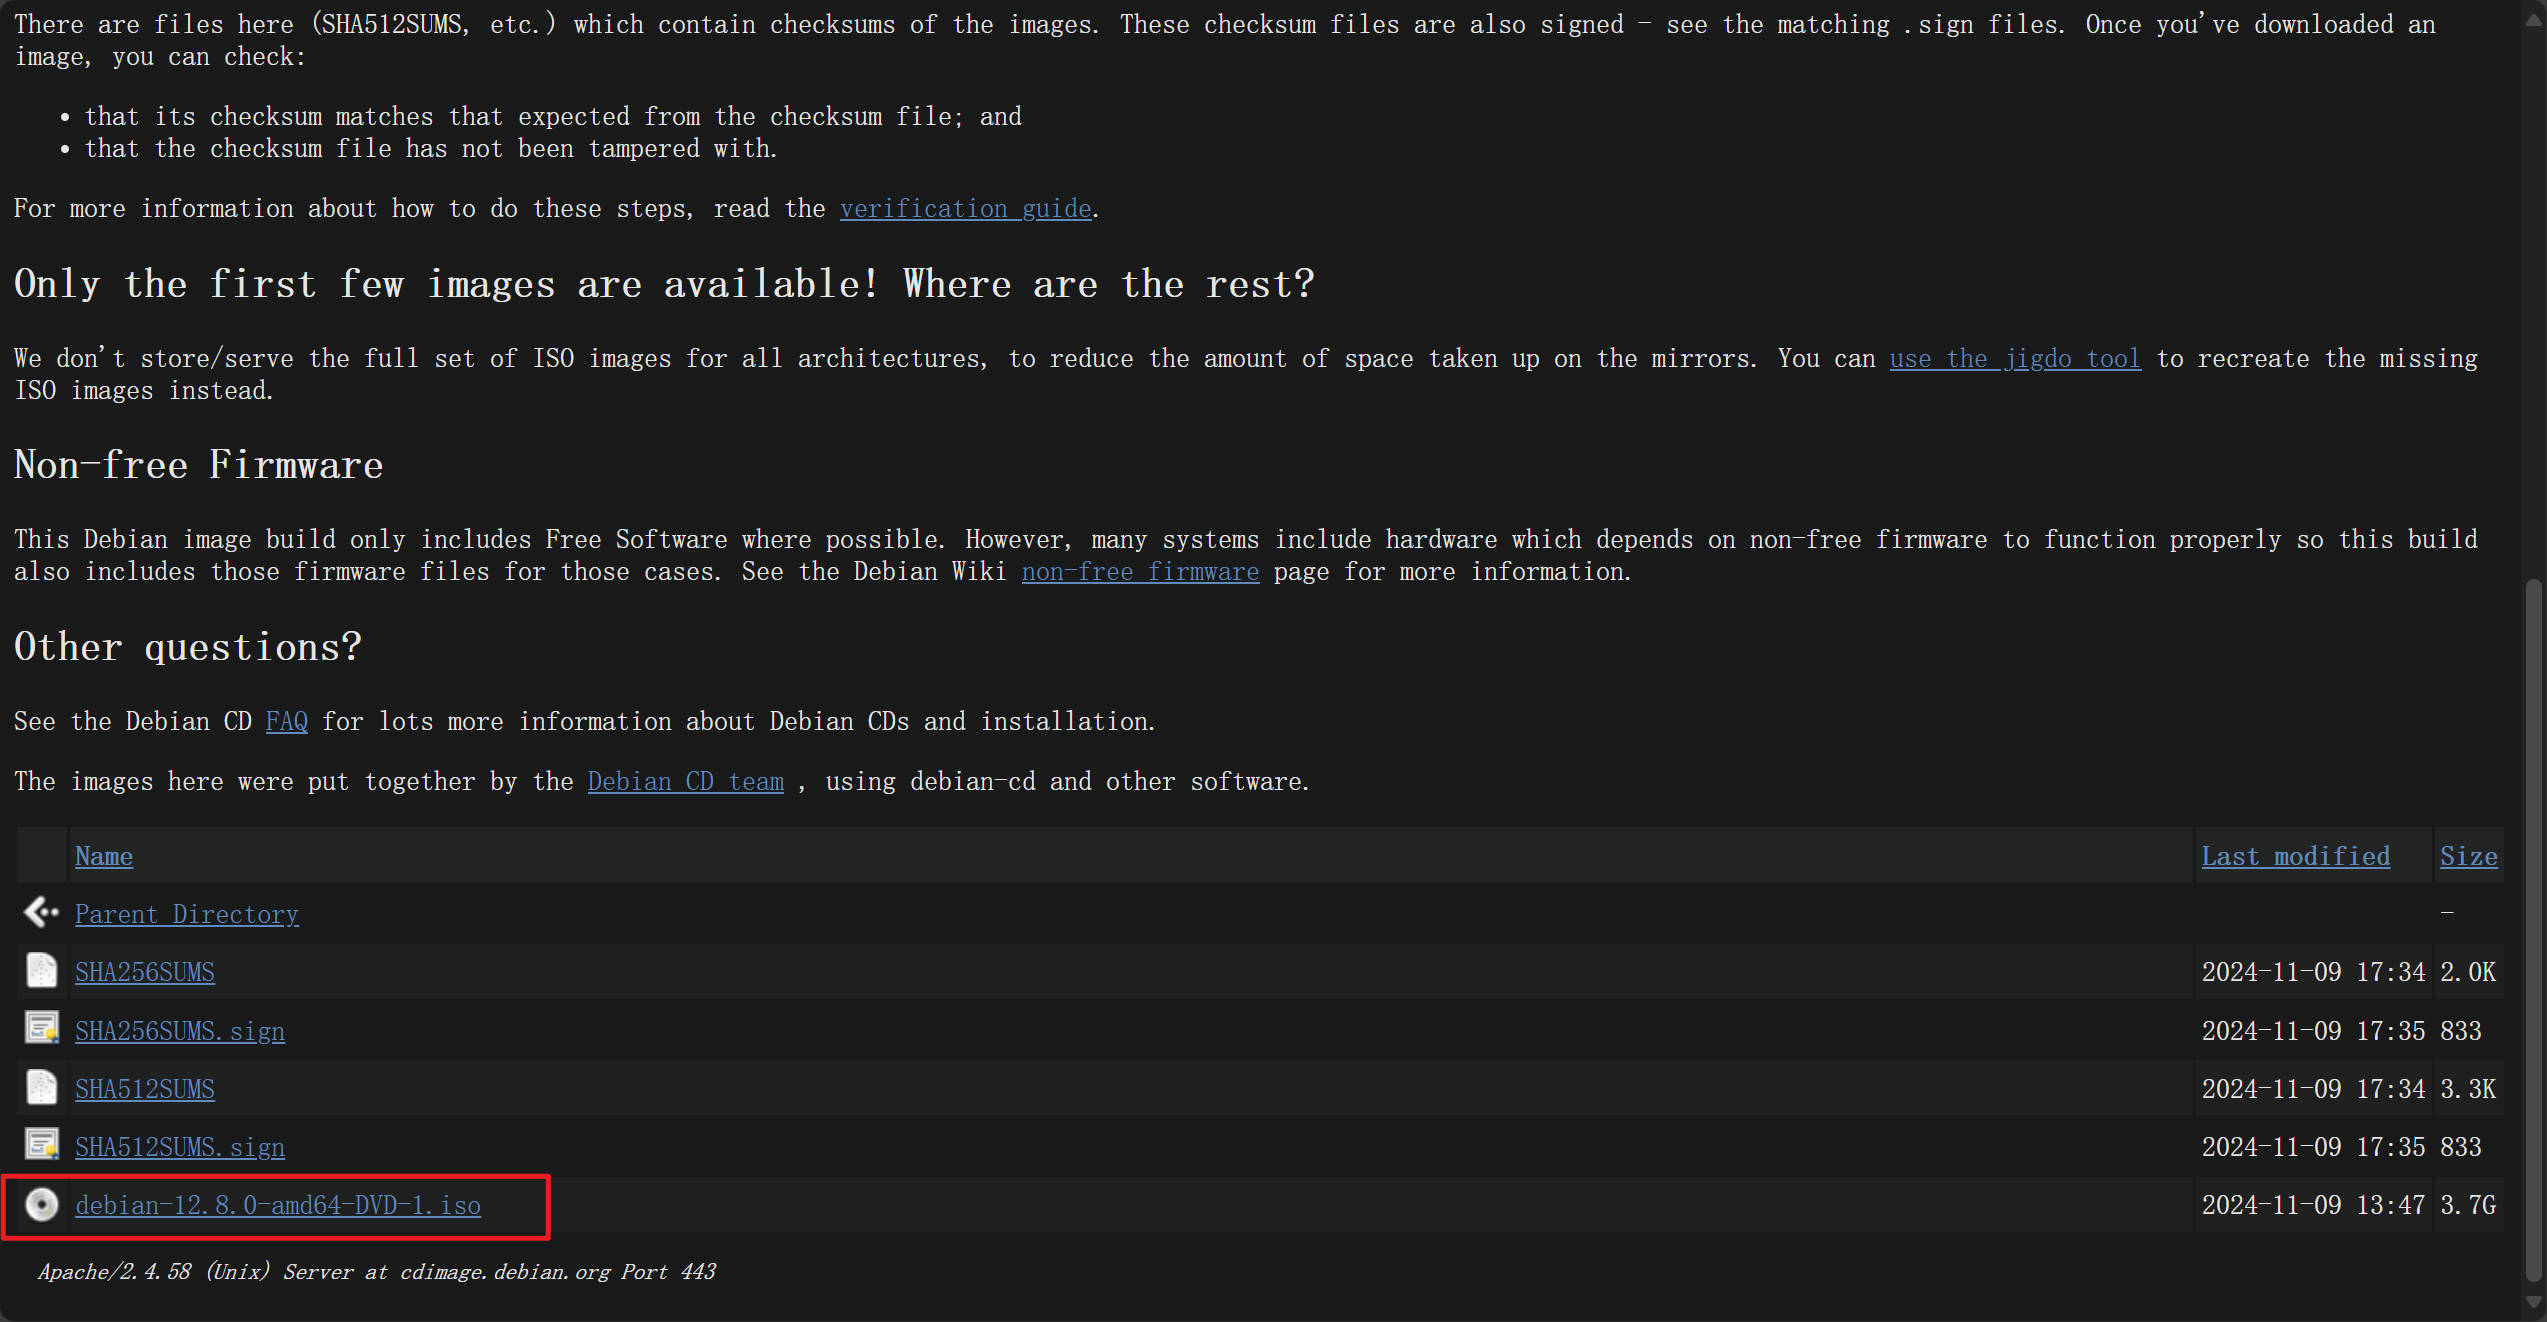 There are files here (SHA512SUMS, etc.) which contain checksums of the images. These checksum files are also signed - see the matching .sign files. Once you've downloaded an
image, you can check:
• that its checksum matches that expected from the checksum file; and
• that the checksum file has not been tampered with.
For more information about how to do these steps, read the verification guide.
Only the first few images are available! Where are the rest?
We don't store/serve the full set of ISO images for all architectures, to reduce the amount of space taken up on the mirrors. You can use the jigdo tool to recreate the missing
ISO images instead.
Non-free Firmware
This Debian image build only includes Free Software where possible. However, many systems include hardware which depends on non-free firmware to function properly so this build
also includes those firmware files for those cases. See the Debian Wiki non-free firmware page for more information.
Other questions?
See the Debian CD FAQ for lots more information about Debian CDs and installation.
The images here were put together by the Debian CD team , using debian-cd and other software.
Name Last modified Size
Parent Directory -
SHA256SUMS 2024-11-09 17:34 2.0K
SHA256SUMS.sign 2024-11-09 17:35 833
SHA512SUMS 2024-11-09 17:34 3.3K
SHA512SUMS.sign 2024-11-09 17:35 833
debian-12.8.0-amd64-DVD-1.iso 2024-11-09 13:47 3.7G
Apache/2.4.58 (Unix) Server at cdimage.debian.org Port 443